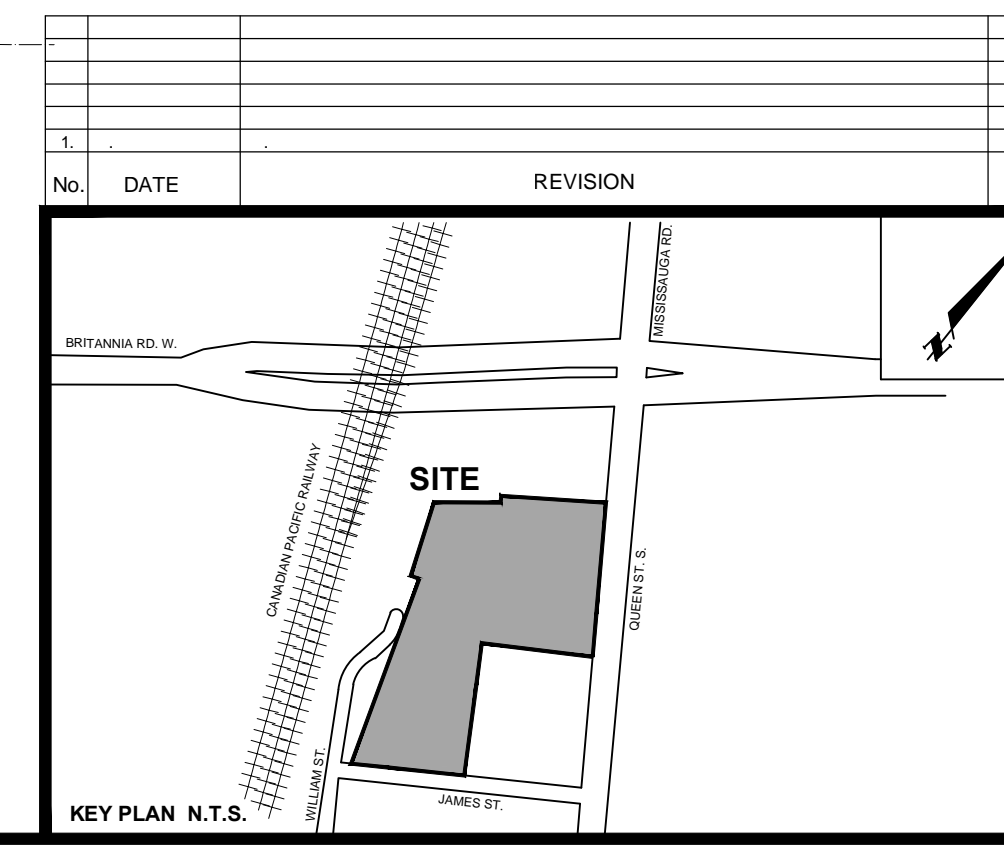 1. . .
No. DATE REVISION
MISSISSAUGA RD.
BRITANNIA RD. W.
N
CANADIAN PACIFIC RAILWAY
SITE
QUEEN ST. S.
WILLIAM ST.
JAMES ST.
KEY PLAN N.T.S.